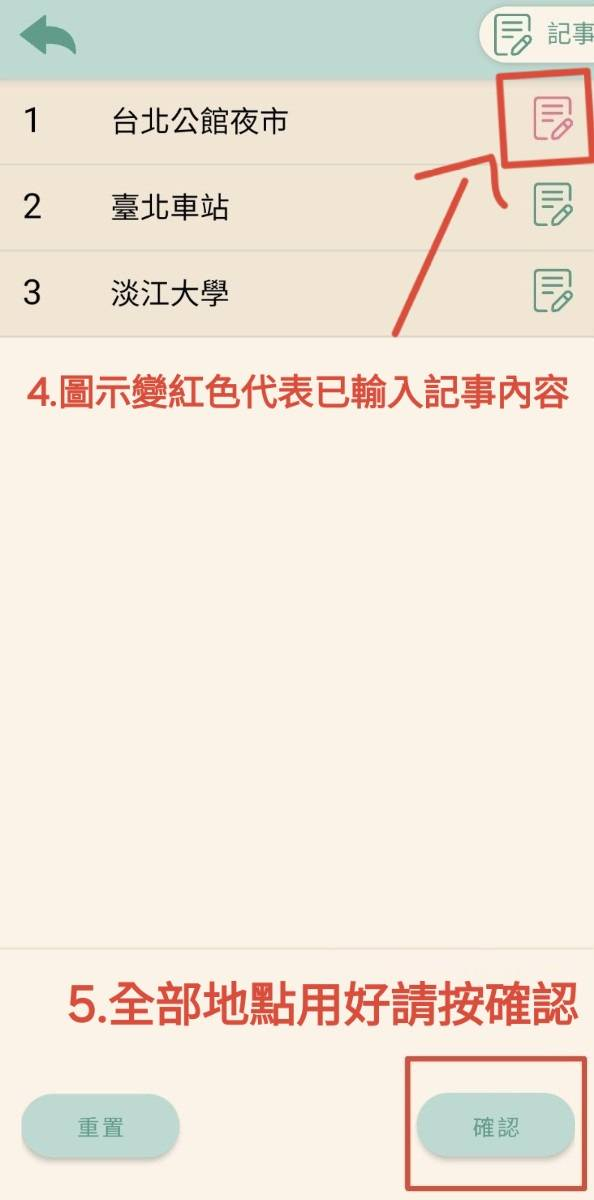 記事
1 台北公館夜市
2 臺北車站
3 淡江大學
4.圖示變紅色代表已輸入記事內容
5.全部地點用好請按確認
重置 確認